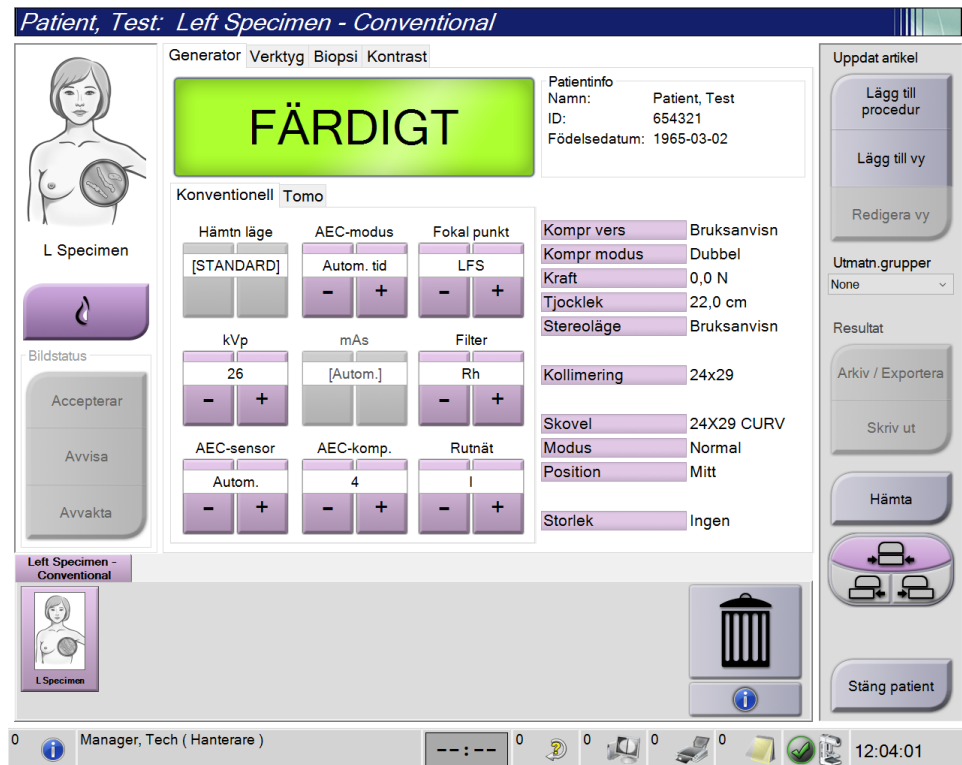 Patient, Test: Left Specimen - Conventional
Generator Verktyg Biopsi Kontrast
FÄRDIGT
Patientinfo
Namn: Patient, Test
ID: 654321
Födelsedatum: 1965-03-02
L Specimen
Bildstatus
Accepterar
Avvisa
Avvakta
Konventionell Tomo
Hämtn läge AEC-modus Fokal punkt
[STANDARD] Autom. tid LFS
- + - +
kVp mAs Filter
26 [Autom.] Rh
- + - +
AEC-sensor AEC-komp. Rutnät
Autom. 4 I
- + - + - +
Kompr vers Bruksanvisn
Kompr modus Dubbel
Kraft 0,0 N
Tjocklek 22,0 cm
Stereoläge Bruksanvisn
Kollimering 24x29
Skovel 24X29 CURV
Modus Normal
Position Mitt
Storlek Ingen
Uppdat artikel
Lägg till
procedur
Lägg till vy
Redigera vy
Utmatn.grupper
None
Resultat
Arkiv / Exportera
Skriv ut
Hämta
Stäng patient
Left Specimen -
Conventional
L Specimen
0 Manager, Tech ( Hanterare ) --:-- 0 0 0 0 12:04:01